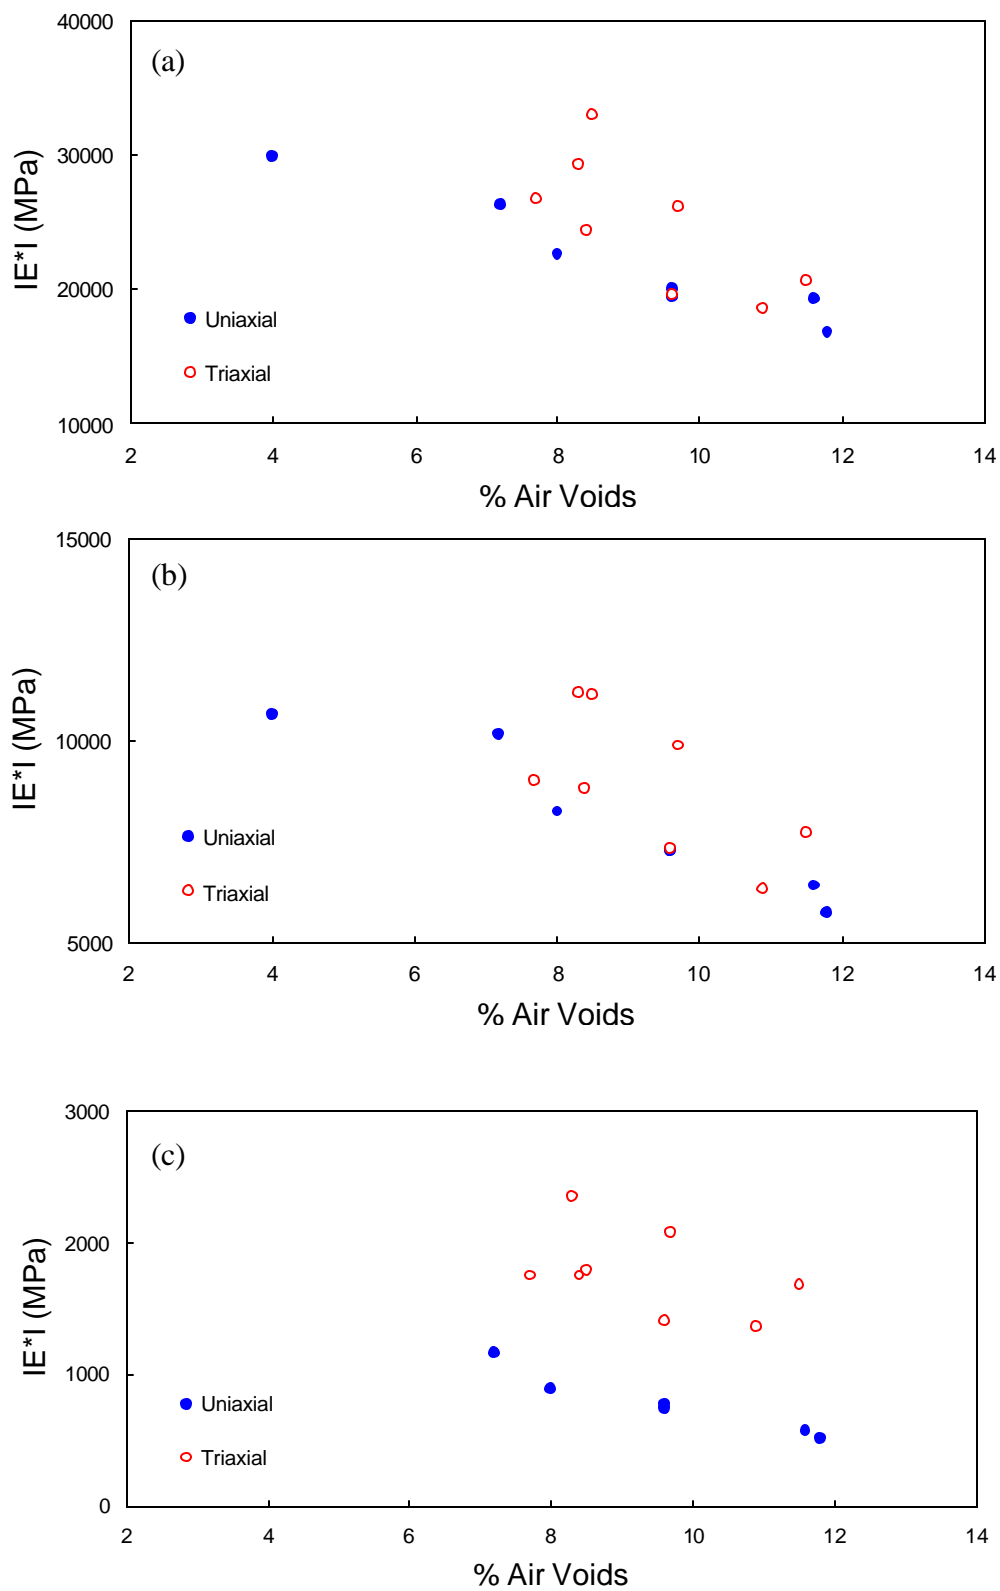 40000
(a)
30000
IE*I (MPa)
20000
Uniaxial
Triaxial
10000
2 4 6 8 10 12 14
% Air Voids
15000
(b)
IE*I (MPa)
10000
Uniaxial
Triaxial
5000
2 4 6 8 10 12 14
% Air Voids
3000
(c)
2000
IE*I (MPa)
1000
Uniaxial
Triaxial
0
2 4 6 8 10 12 14
% Air Voids